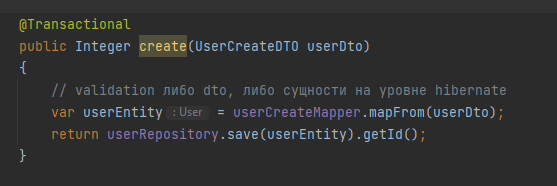 @Transactional
public Integer create(UserCreateDTO userDto)
{
// validation либо dto, либо сущности на уровне hibernate
var userEntity : User = userCreateMapper.mapFrom(userDto);
return userRepository.save(userEntity).getId();
}